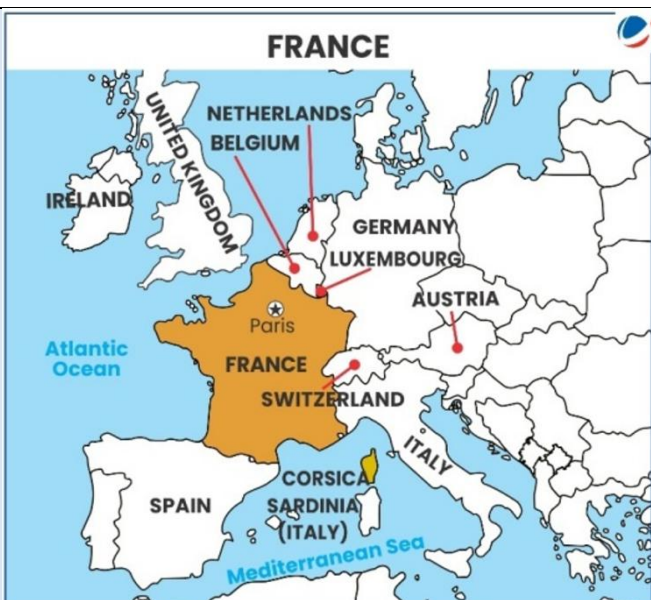 FRANCE
NETHERLANDS
BELGIUM
UNITED KINGDOM
IRELAND
GERMANY
LUXEMBOURG
AUSTRIA
Paris
Atlantic
Ocean
FRANCE
SWITZERLAND
ITALY
CORSICA
SPAIN
SARDINIA
(ITALY)
Mediterranean Sea